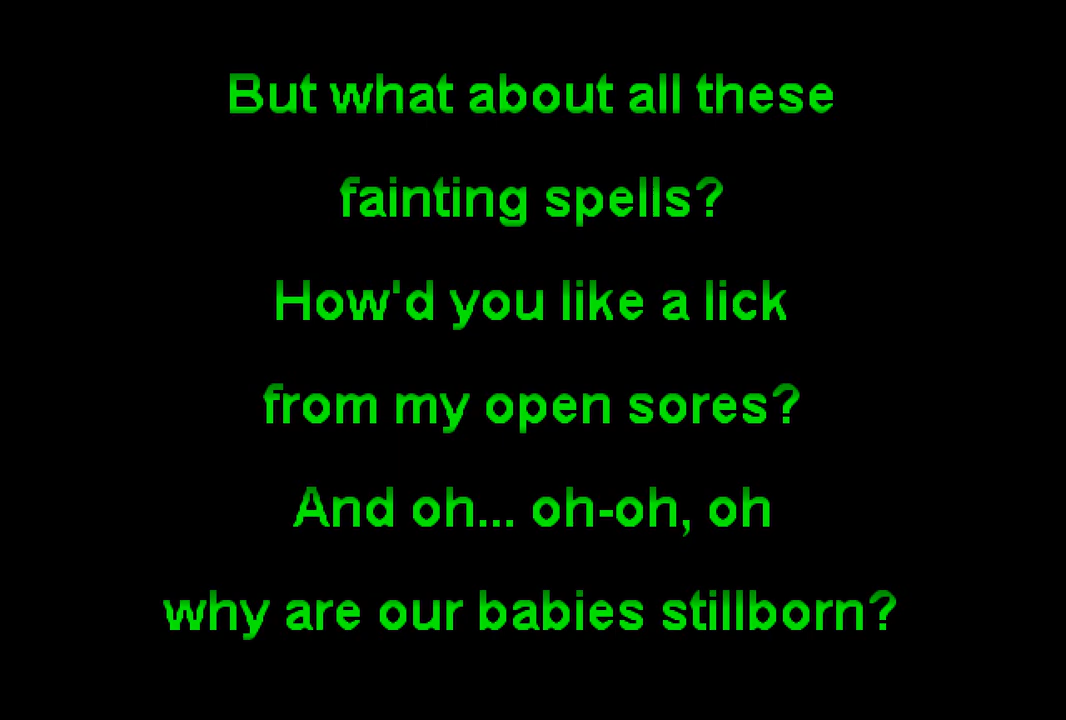 But what about all these
fainting spells?
How'd you like a lick
from my open sores?
And oh... oh-oh, oh
why are our babies stillborn?